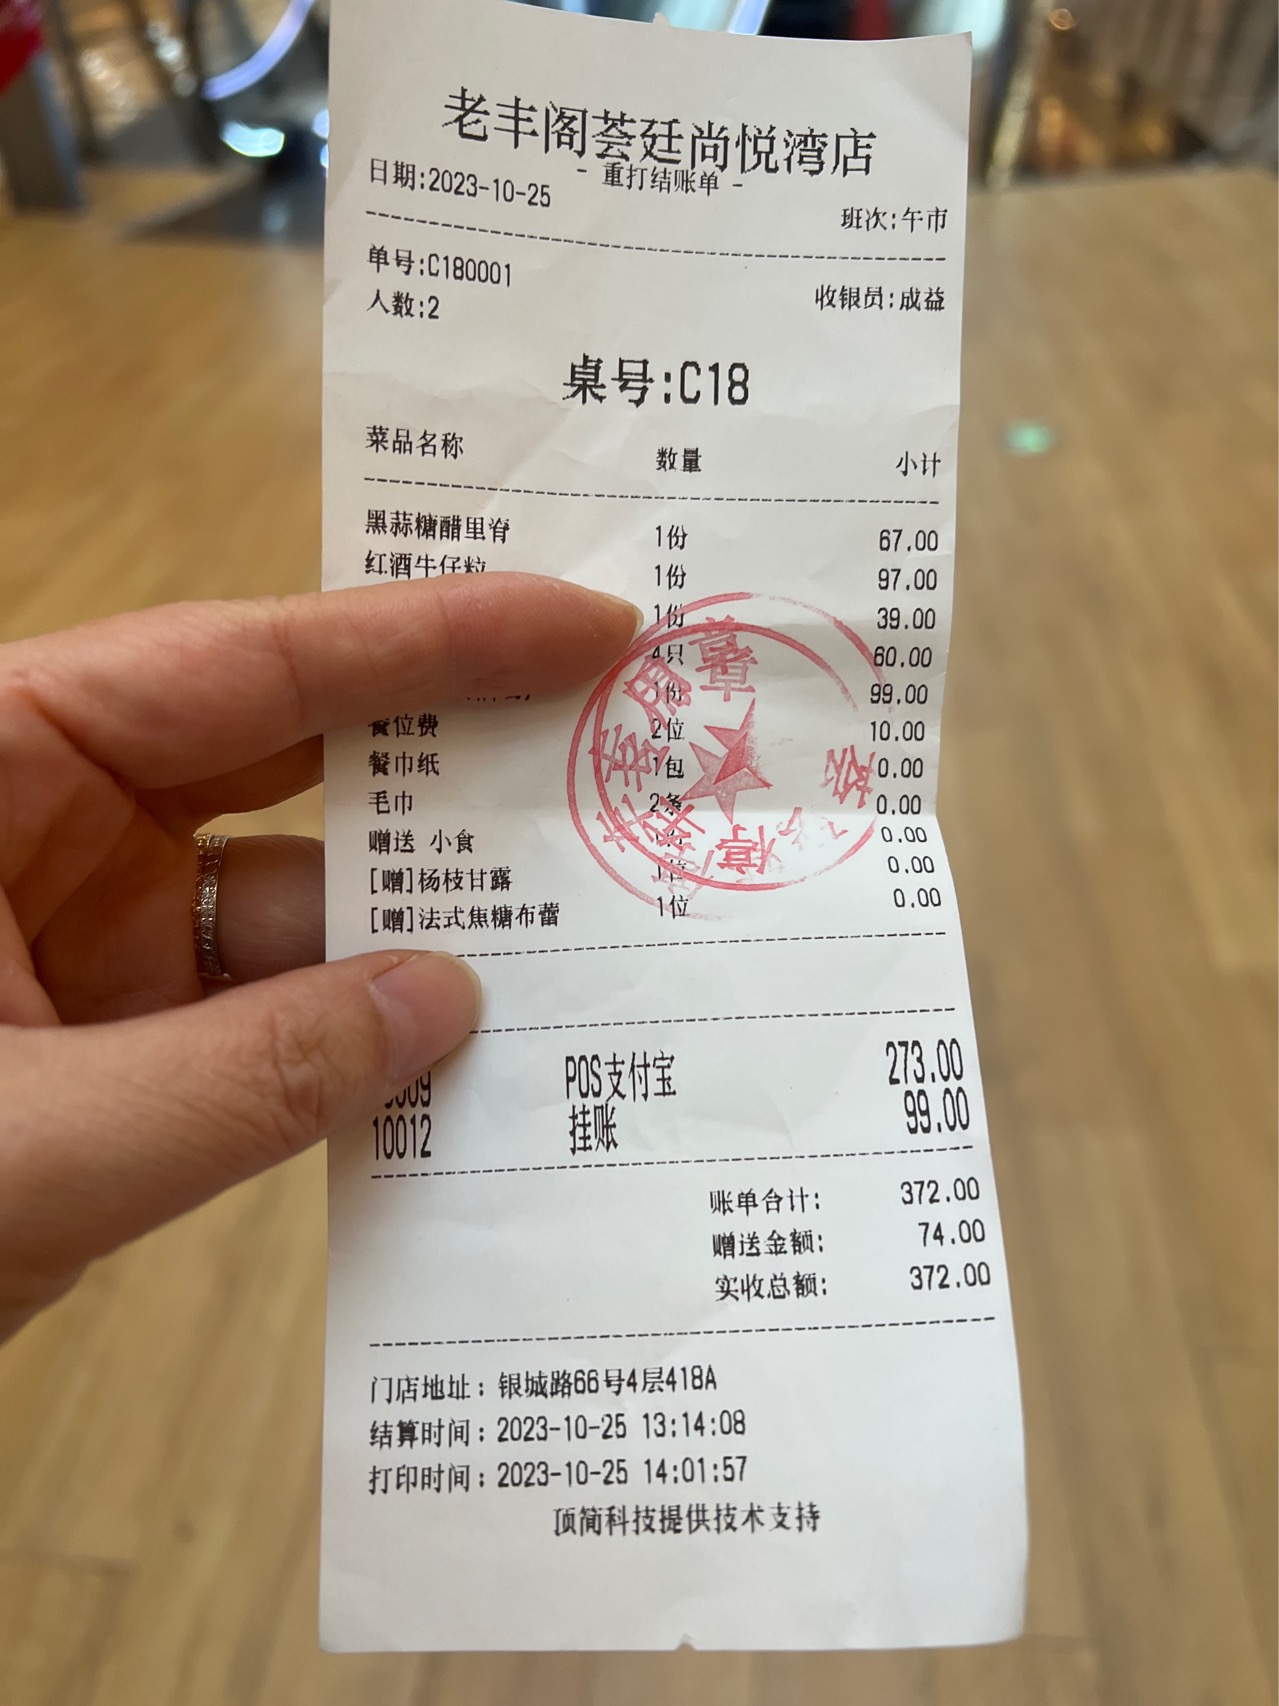 老丰阁荟廷尚悦湾店
- 重打结账单 -
日期:2023-10-25
班次:午市
单号:C180001
收银员:成益
人数:2
桌号:C18
菜品名称 数量 小计
黑蒜糖醋里脊 1份 67.00
红酒牛仔粒 1份 97.00
1份 39.00
4只 60.00
1份 99.00
餐位费 2位 10.00
餐巾纸 1包 0.00
毛巾 2条 0.00
赠送 小食 0.00
[赠]杨枝甘露 1位 0.00
[赠]法式焦糖布蕾 1位 0.00
POS支付宝 273.00
10012 挂账 99.00
账单合计: 372.00
赠送金额: 74.00
实收总额: 372.00
门店地址: 银城路66号4层418A
结算时间: 2023-10-25 13:14:08
打印时间: 2023-10-25 14:01:57
顶简科技提供技术支持